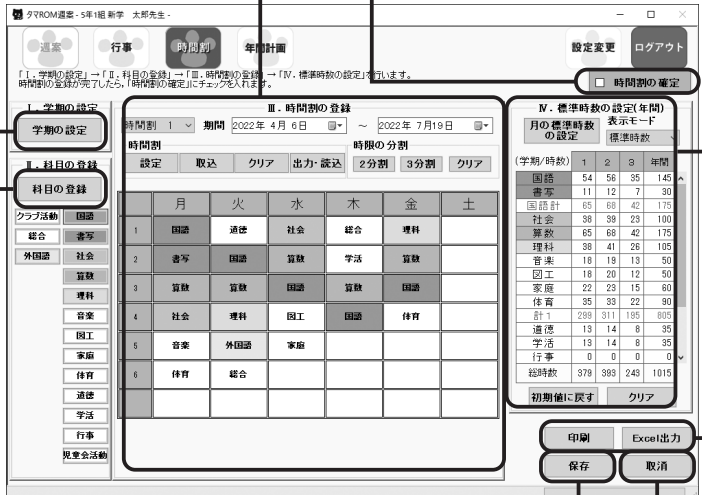 タマROM週案 - 5年1組 新学 太郎先生 -
週案 行事 時間割 年間計画 設定変更 ログアウト
「Ⅰ．学期の設定」→「Ⅱ．科目の登録」→「Ⅲ．時間割の登録」→「Ⅳ．標準時数の設定」を行います。
時間割の登録が完了したら、「時間割の確定」にチェックを入れます。
時間割の確定
Ⅰ．学期の設定
学期の設定
Ⅱ．科目の登録
科目の登録
クラブ活動 国語
総合 書写
外国語 社会
算数
理科
音楽
図工
家庭
体育
道徳
学活
行事
児童会活動
Ⅲ．時間割の登録
時間割 1 期間 2022年 4月 6日 ～ 2022年 7月19日
時間割 時限の分割
設定 取込 クリア 出力・読込 2分割 3分割 クリア
月 火 水 木 金 土
1 国語 道徳 社会 総合 理科
2 書写 国語 算数 学活 算数
3 算数 算数 国語 算数 国語
4 社会 理科 図工 国語 体育
5 音楽 外国語 家庭
6 体育 総合
Ⅳ．標準時数の設定(年間)
月の標準時数の設定 表示モード
標準時数
(学期/時数) 1 2 3 年間
国語 54 56 35 145
書写 11 12 7 30
国語計 65 68 42 175
社会 38 39 23 100
算数 65 68 42 175
理科 38 41 26 105
音楽 18 19 13 50
図工 18 20 12 50
家庭 22 23 15 60
体育 35 33 22 90
計1 299 311 195 805
道徳 13 14 8 35
学活 13 14 8 35
行事 0 0 0 0
総時数 379 393 243 1015
初期値に戻す クリア
印刷 Excel出力
保存 取消